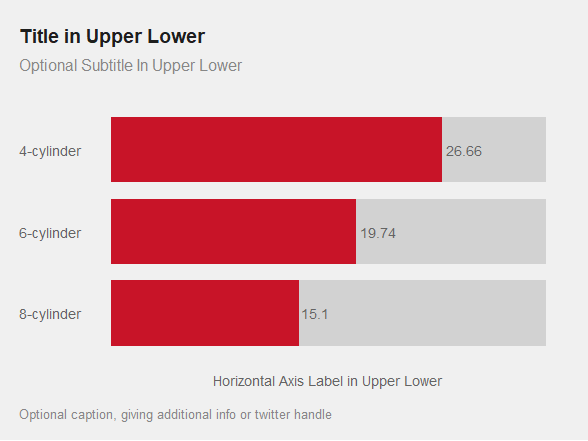 Title in Upper Lower
Optional Subtitle In Upper Lower
4-cylinder 26.66
6-cylinder 19.74
8-cylinder 15.1
Horizontal Axis Label in Upper Lower
Optional caption, giving additional info or twitter handle